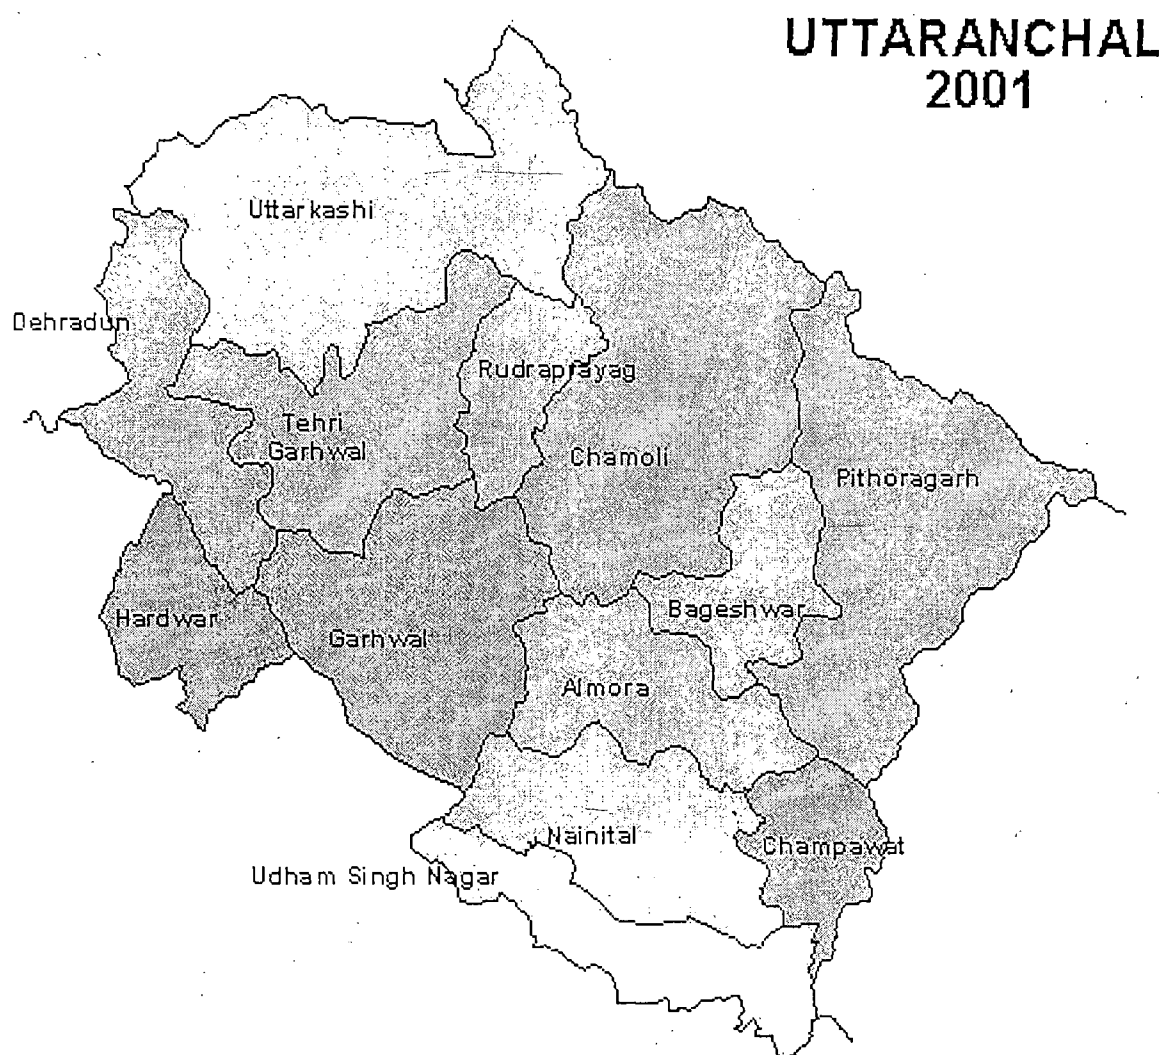 UTTARANCHAL
2001
Uttarkashi
Dehradun
Rudraprayag
Tehri
Garhwal
Chamoli
Pithoragarh
Hardwar
Garhwal
Bageshwar
Almora
Nainital
Champawat
Udham Singh Nagar